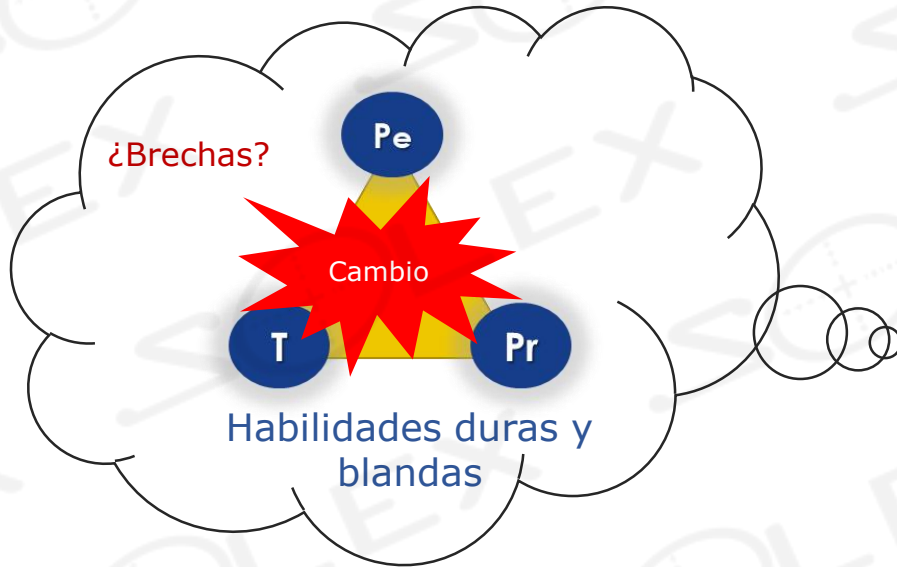 Pe
¿Brechas?
Cambio
T
Pr
Habilidades duras y
blandas